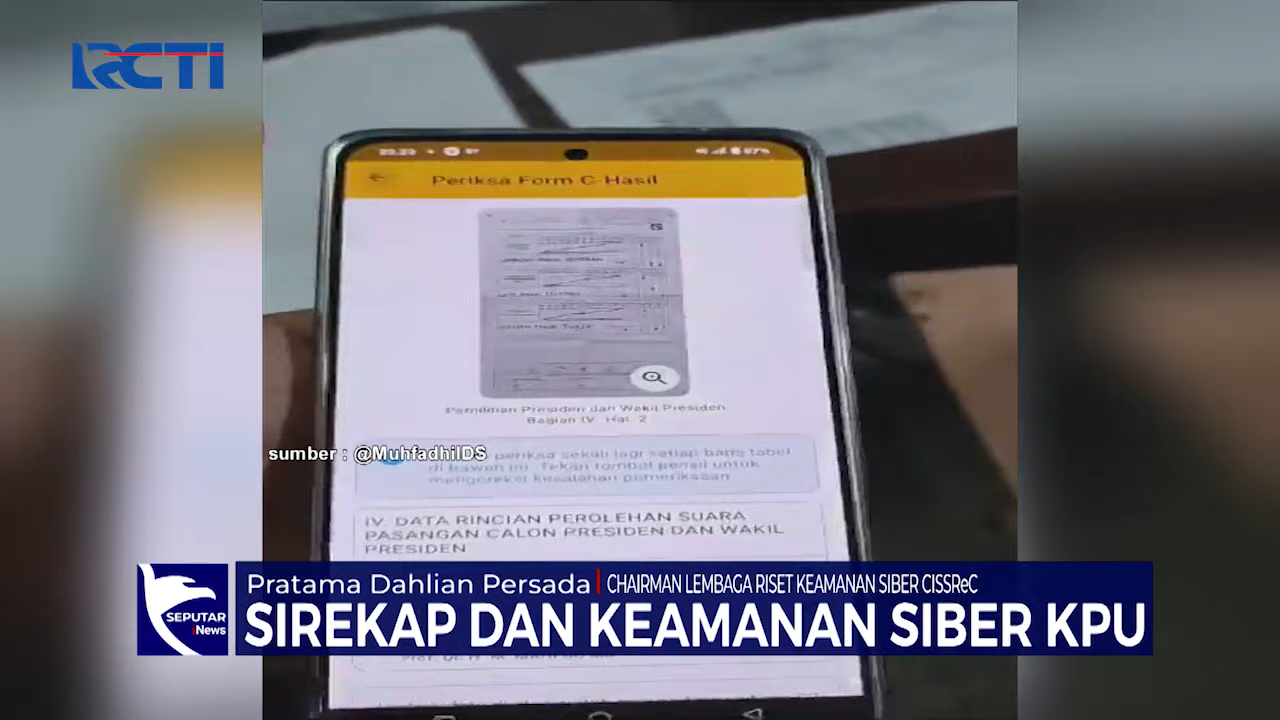 RCTI
Periksa Form C-Hasil
Pemilihan Presiden dan Wakil Presiden
Bagian IV. Hal. 2
sumber : @MuhfadhilDS
periksa sekali lagi setiap baris tabel
di bawah ini. Tekan tombol pensil untuk
mengoreksi kesalahan pemeriksaan
IV. DATA RINCIAN PEROLEHAN SUARA
PASANGAN CALON PRESIDEN DAN WAKIL
PRESIDEN
SEPUTAR
iNews
Pratama Dahlian Persada | CHAIRMAN LEMBAGA RISET KEAMANAN SIBER CISSReC
SIREKAP DAN KEAMANAN SIBER KPU